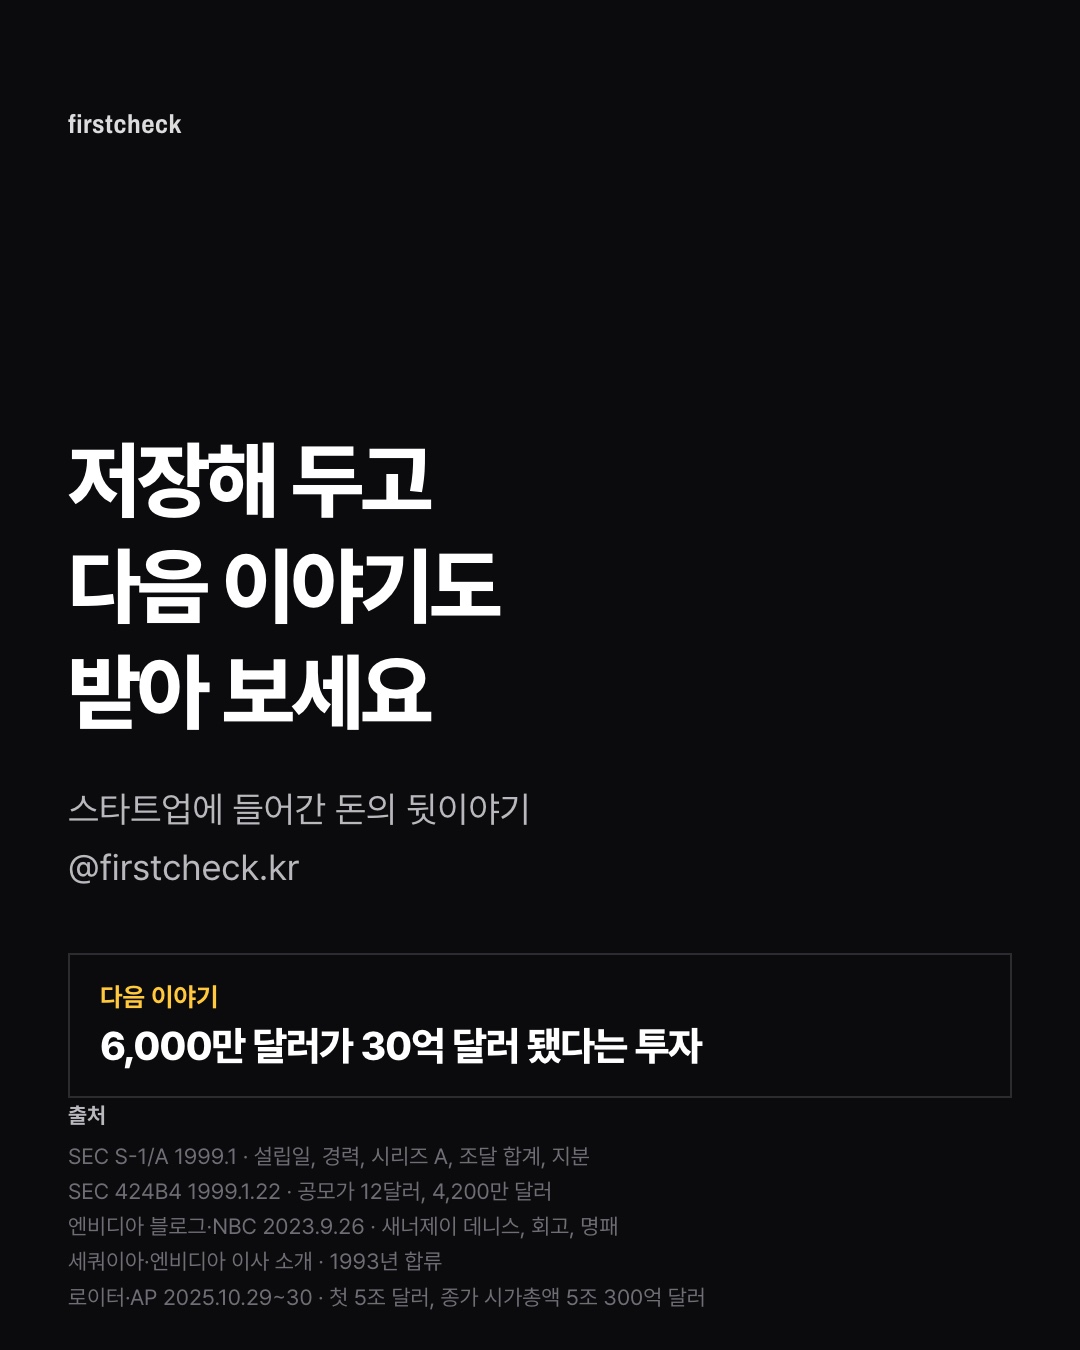 firstcheck
저장해 두고
다음 이야기도
받아 보세요
스타트업에 들어간 돈의 뒷이야기
@firstcheck.kr
다음 이야기
6,000만 달러가 30억 달러 됐다는 투자
출처
SEC S-1/A 1999.1 · 설립일, 경력, 시리즈 A, 조달 합계, 지분
SEC 424B4 1999.1.22 · 공모가 12달러, 4,200만 달러
엔비디아 블로그·NBC 2023.9.26 · 새너제이 데니스, 회고, 명패
세쿼이아·엔비디아 이사 소개 · 1993년 합류
로이터·AP 2025.10.29~30 · 첫 5조 달러, 종가 시가총액 5조 300억 달러